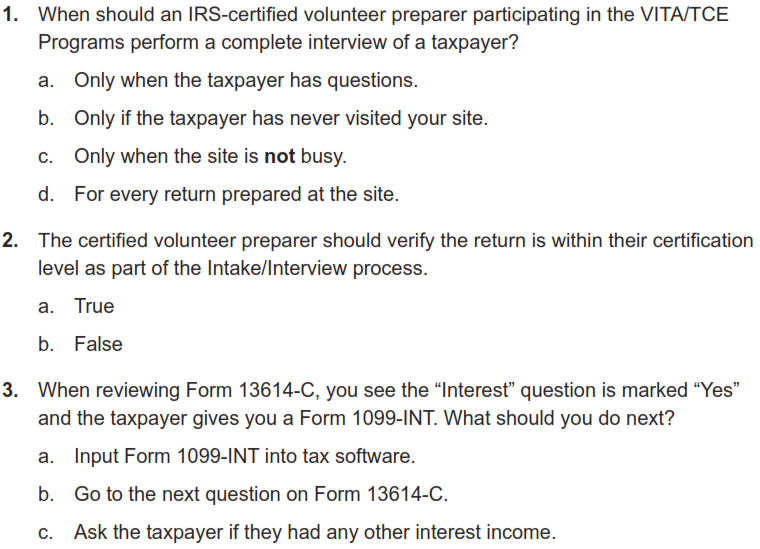 1. When should an IRS-certified volunteer preparer participating in the VITA/TCE
Programs perform a complete interview of a taxpayer?
a. Only when the taxpayer has questions.
b. Only if the taxpayer has never visited your site.
c. Only when the site is not busy.
d. For every return prepared at the site.
2. The certified volunteer preparer should verify the return is within their certification
level as part of the Intake/Interview process.
a. True
b. False
3. When reviewing Form 13614-C, you see the “Interest” question is marked “Yes”
and the taxpayer gives you a Form 1099-INT. What should you do next?
a. Input Form 1099-INT into tax software.
b. Go to the next question on Form 13614-C.
c. Ask the taxpayer if they had any other interest income.